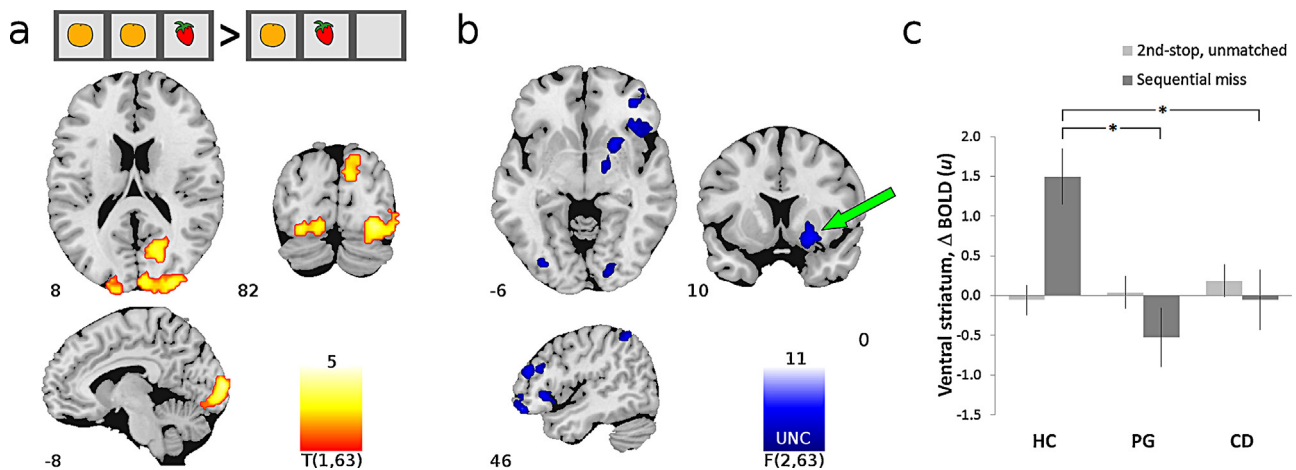 a
>
8
82
-8
5
T(1,63)
b
-6
10
0
46
11
UNC
F(2,63)
c
2nd-stop, unmatched
Sequential miss
*
*
Ventral striatum, Δ BOLD (u)
2.0
1.5
1.0
0.5
0.0
-0.5
-1.0
-1.5
HC PG CD